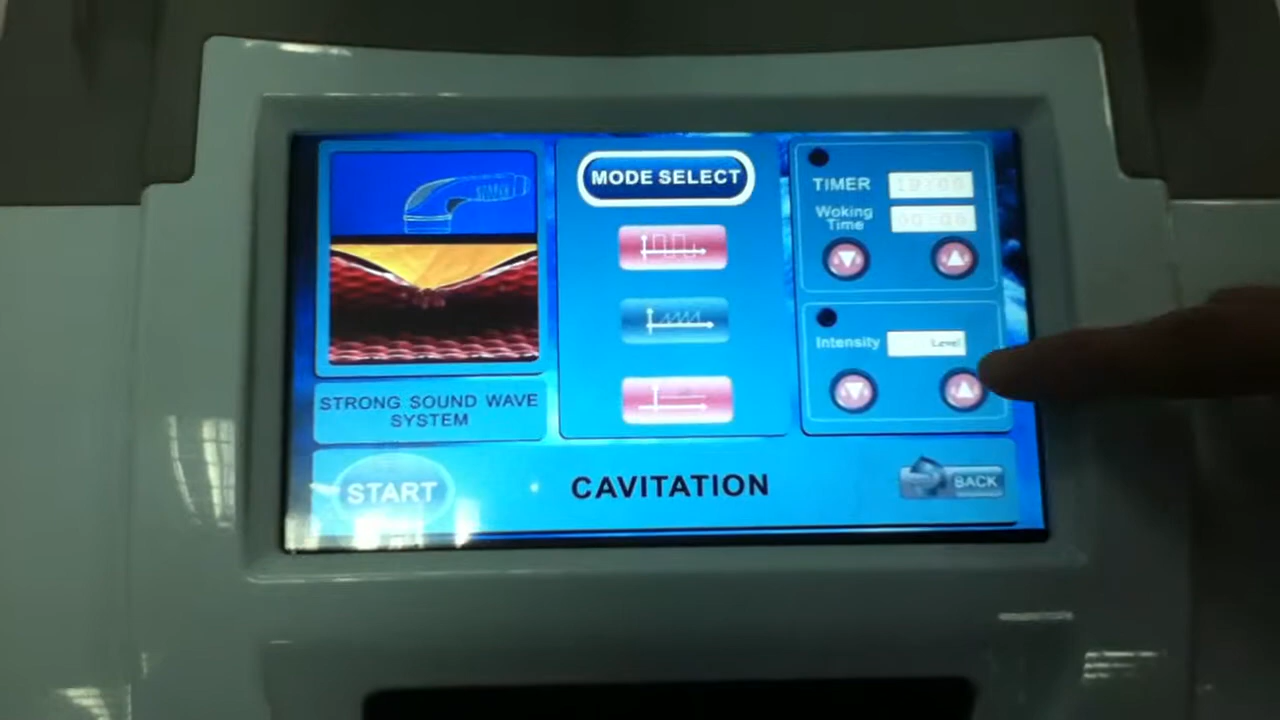 MODE SELECT
TIMER
Woking
Time
Intensity
Level
STRONG SOUND WAVE
SYSTEM
START
CAVITATION
BACK